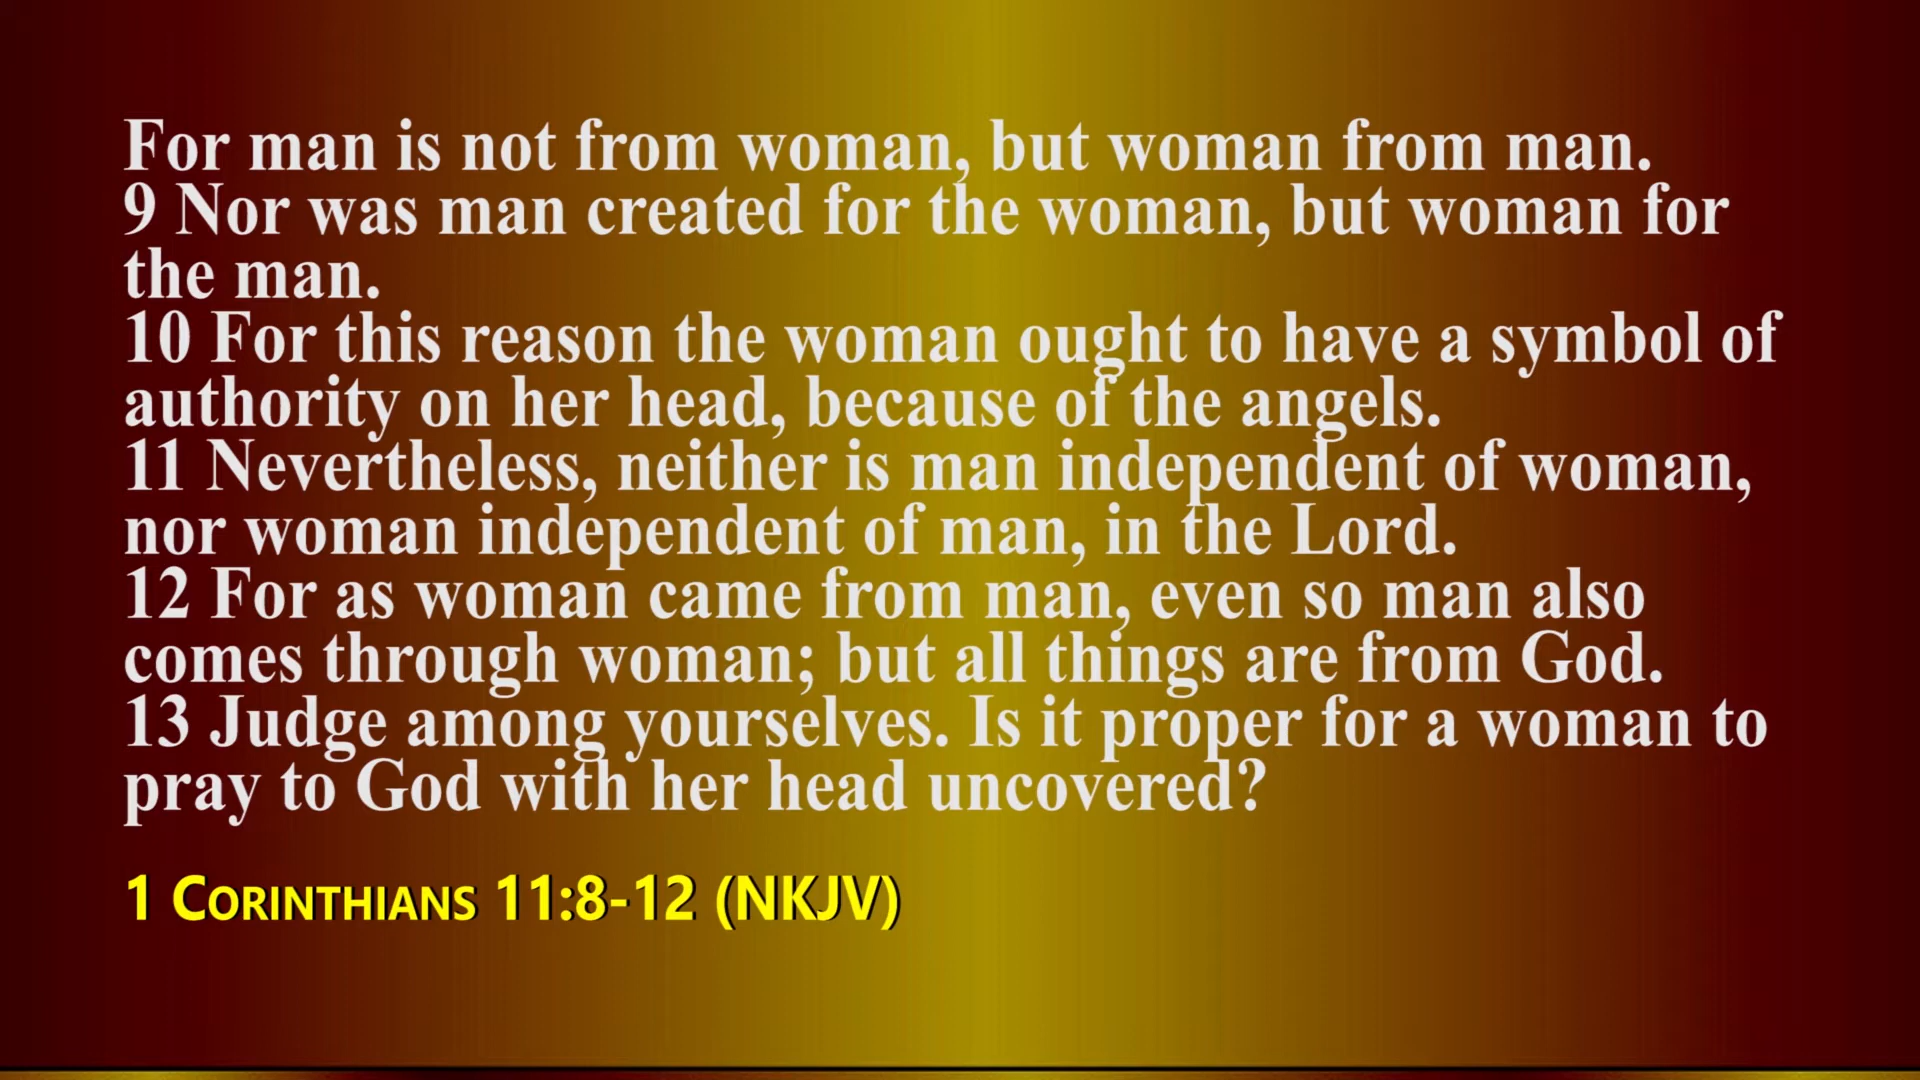 For man is not from woman, but woman from man.
9 Nor was man created for the woman, but woman for
the man.
10 For this reason the woman ought to have a symbol of
authority on her head, because of the angels.
11 Nevertheless, neither is man independent of woman,
nor woman independent of man, in the Lord.
12 For as woman came from man, even so man also
comes through woman; but all things are from God.
13 Judge among yourselves. Is it proper for a woman to
pray to God with her head uncovered?
1 Corinthians 11:8-12 (NKJV)